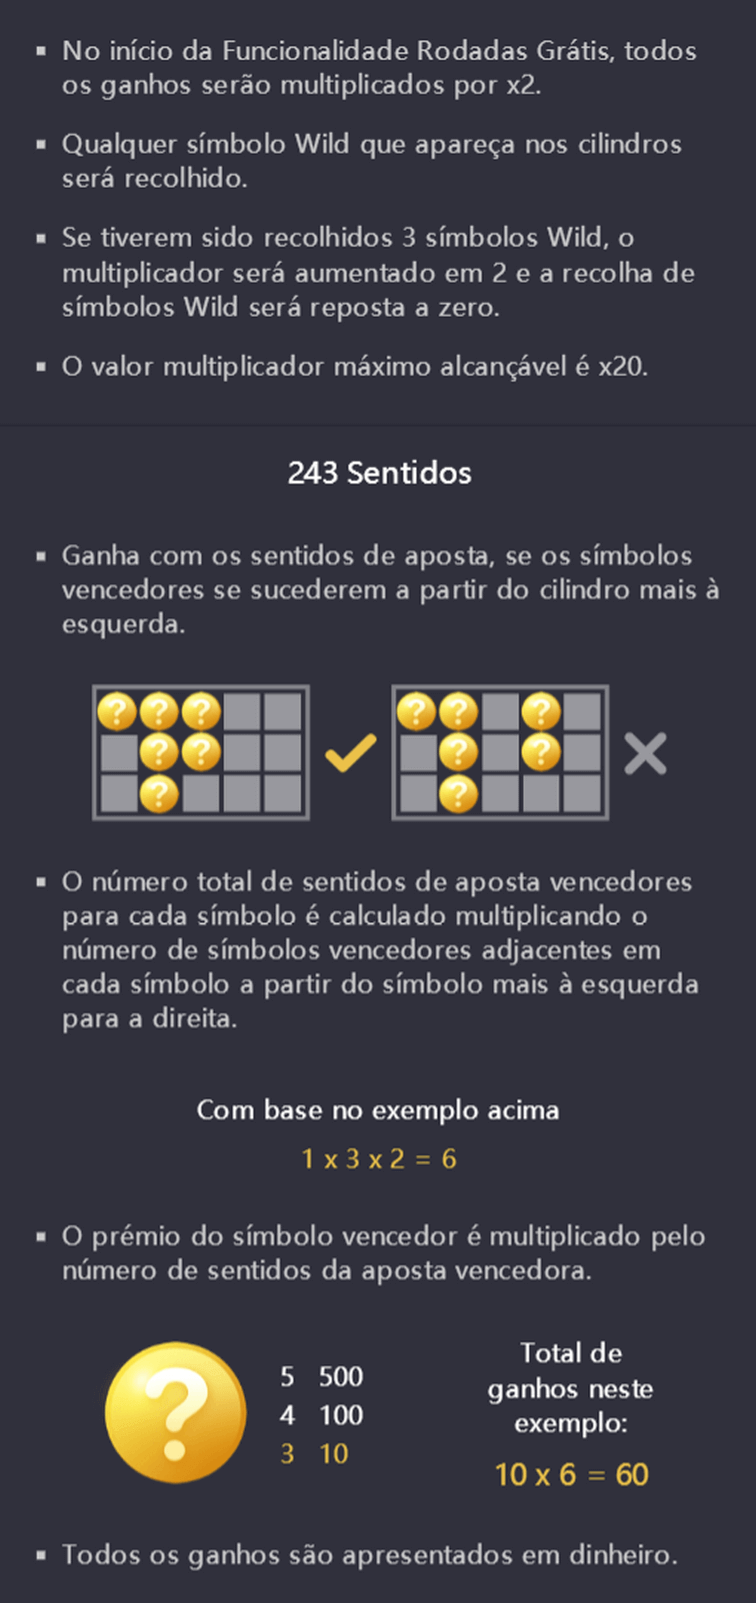 ▪ No início da Funcionalidade Rodadas Grátis, todos
os ganhos serão multiplicados por x2.
▪ Qualquer símbolo Wild que apareça nos cilindros
será recolhido.
▪ Se tiverem sido recolhidos 3 símbolos Wild, o
multiplicador será aumentado em 2 e a recolha de
símbolos Wild será reposta a zero.
▪ O valor multiplicador máximo alcançável é x20.
243 Sentidos
▪ Ganha com os sentidos de aposta, se os símbolos
vencedores se sucederem a partir do cilindro mais à
esquerda.
? ? ? ? ? ?
? ? ? ?
? ?
▪ O número total de sentidos de aposta vencedores
para cada símbolo é calculado multiplicando o
número de símbolos vencedores adjacentes em
cada símbolo a partir do símbolo mais à esquerda
para a direita.
Com base no exemplo acima
1 x 3 x 2 = 6
▪ O prémio do símbolo vencedor é multiplicado pelo
número de sentidos da aposta vencedora.
?
5 500
4 100
3 10
Total de
ganhos neste
exemplo:
10 x 6 = 60
▪ Todos os ganhos são apresentados em dinheiro.